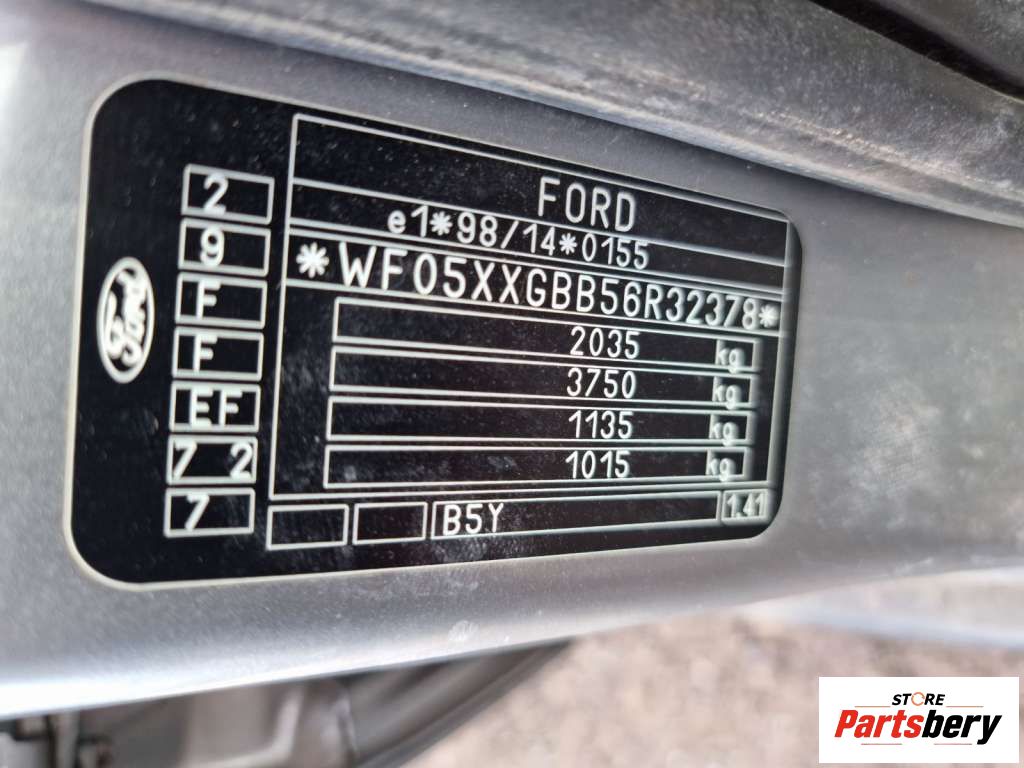 FORD
e1*98/14*0155
*WF05XXGBB56R32378*
2035 kg
3750 kg
1135 kg
1015 kg
B5Y 1.41
2
9
F
F
EF
7 2
7
Ford
STORE
Partsbery